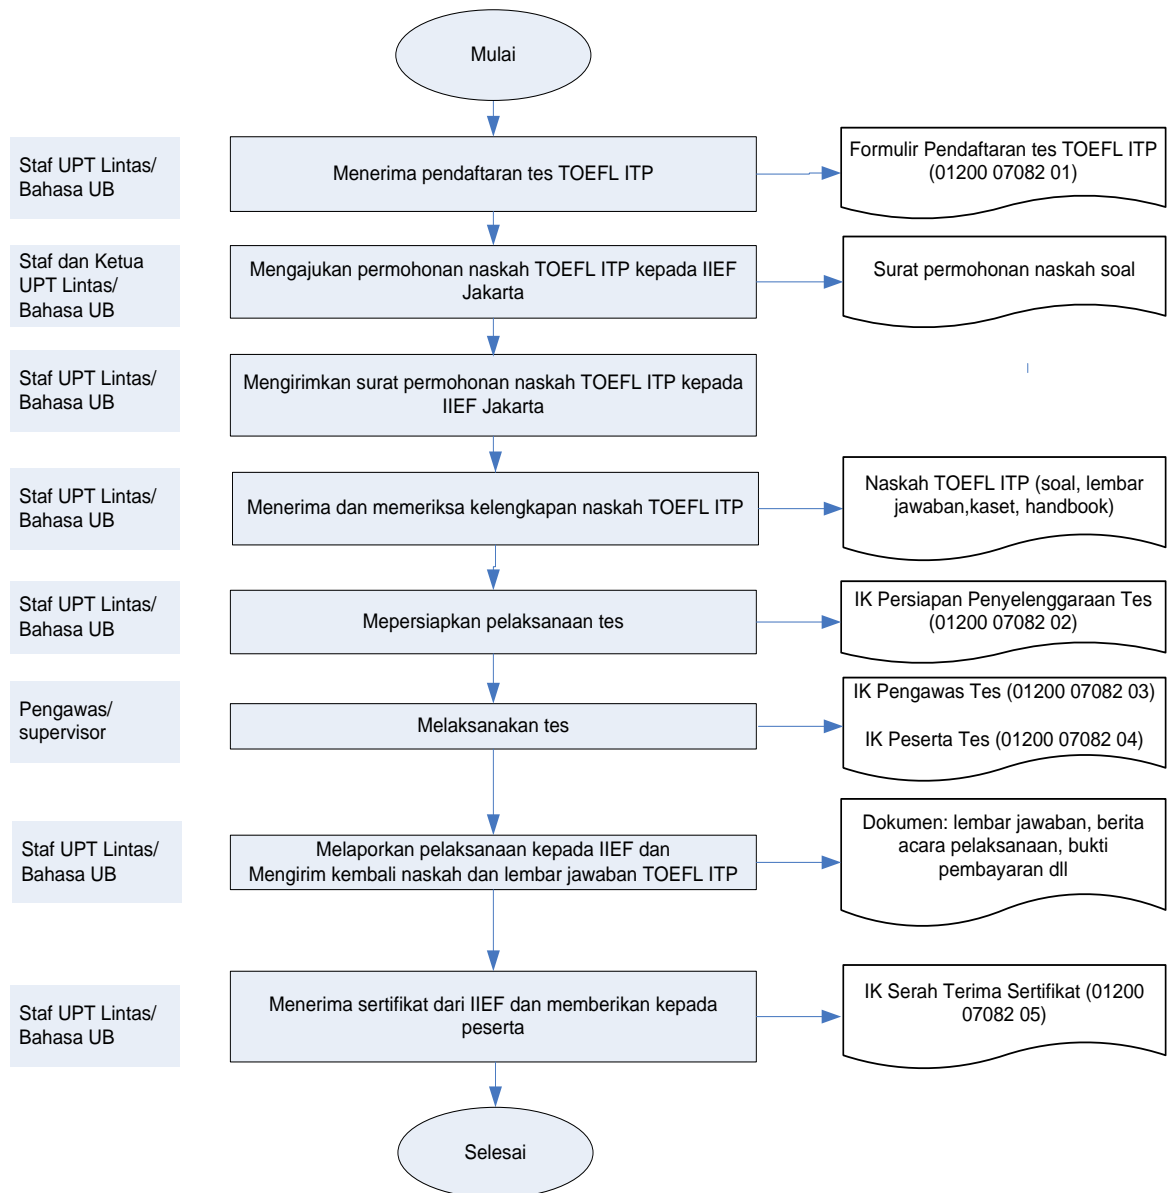 Mulai
Staf UPT Lintas/
Bahasa UB
Menerima pendaftaran tes TOEFL ITP
Formulir Pendaftaran tes TOEFL ITP
(01200 07082 01)
Staf dan Ketua
UPT Lintas/
Bahasa UB
Mengajukan permohonan naskah TOEFL ITP kepada IIEF
Jakarta
Surat permohonan naskah soal
Staf UPT Lintas/
Bahasa UB
Mengirimkan surat permohonan naskah TOEFL ITP kepada
IIEF Jakarta
Staf UPT Lintas/
Bahasa UB
Menerima dan memeriksa kelengkapan naskah TOEFL ITP
Naskah TOEFL ITP (soal, lembar
jawaban,kaset, handbook)
Staf UPT Lintas/
Bahasa UB
Mepersiapkan pelaksanaan tes
IK Persiapan Penyelenggaraan Tes
(01200 07082 02)
Pengawas/
supervisor
Melaksanakan tes
IK Pengawas Tes (01200 07082 03)
IK Peserta Tes (01200 07082 04)
Staf UPT Lintas/
Bahasa UB
Melaporkan pelaksanaan kepada IIEF dan
Mengirim kembali naskah dan lembar jawaban TOEFL ITP
Dokumen: lembar jawaban, berita
acara pelaksanaan, bukti
pembayaran dll
Staf UPT Lintas/
Bahasa UB
Menerima sertifikat dari IIEF dan memberikan kepada
peserta
IK Serah Terima Sertifikat (01200
07082 05)
Selesai